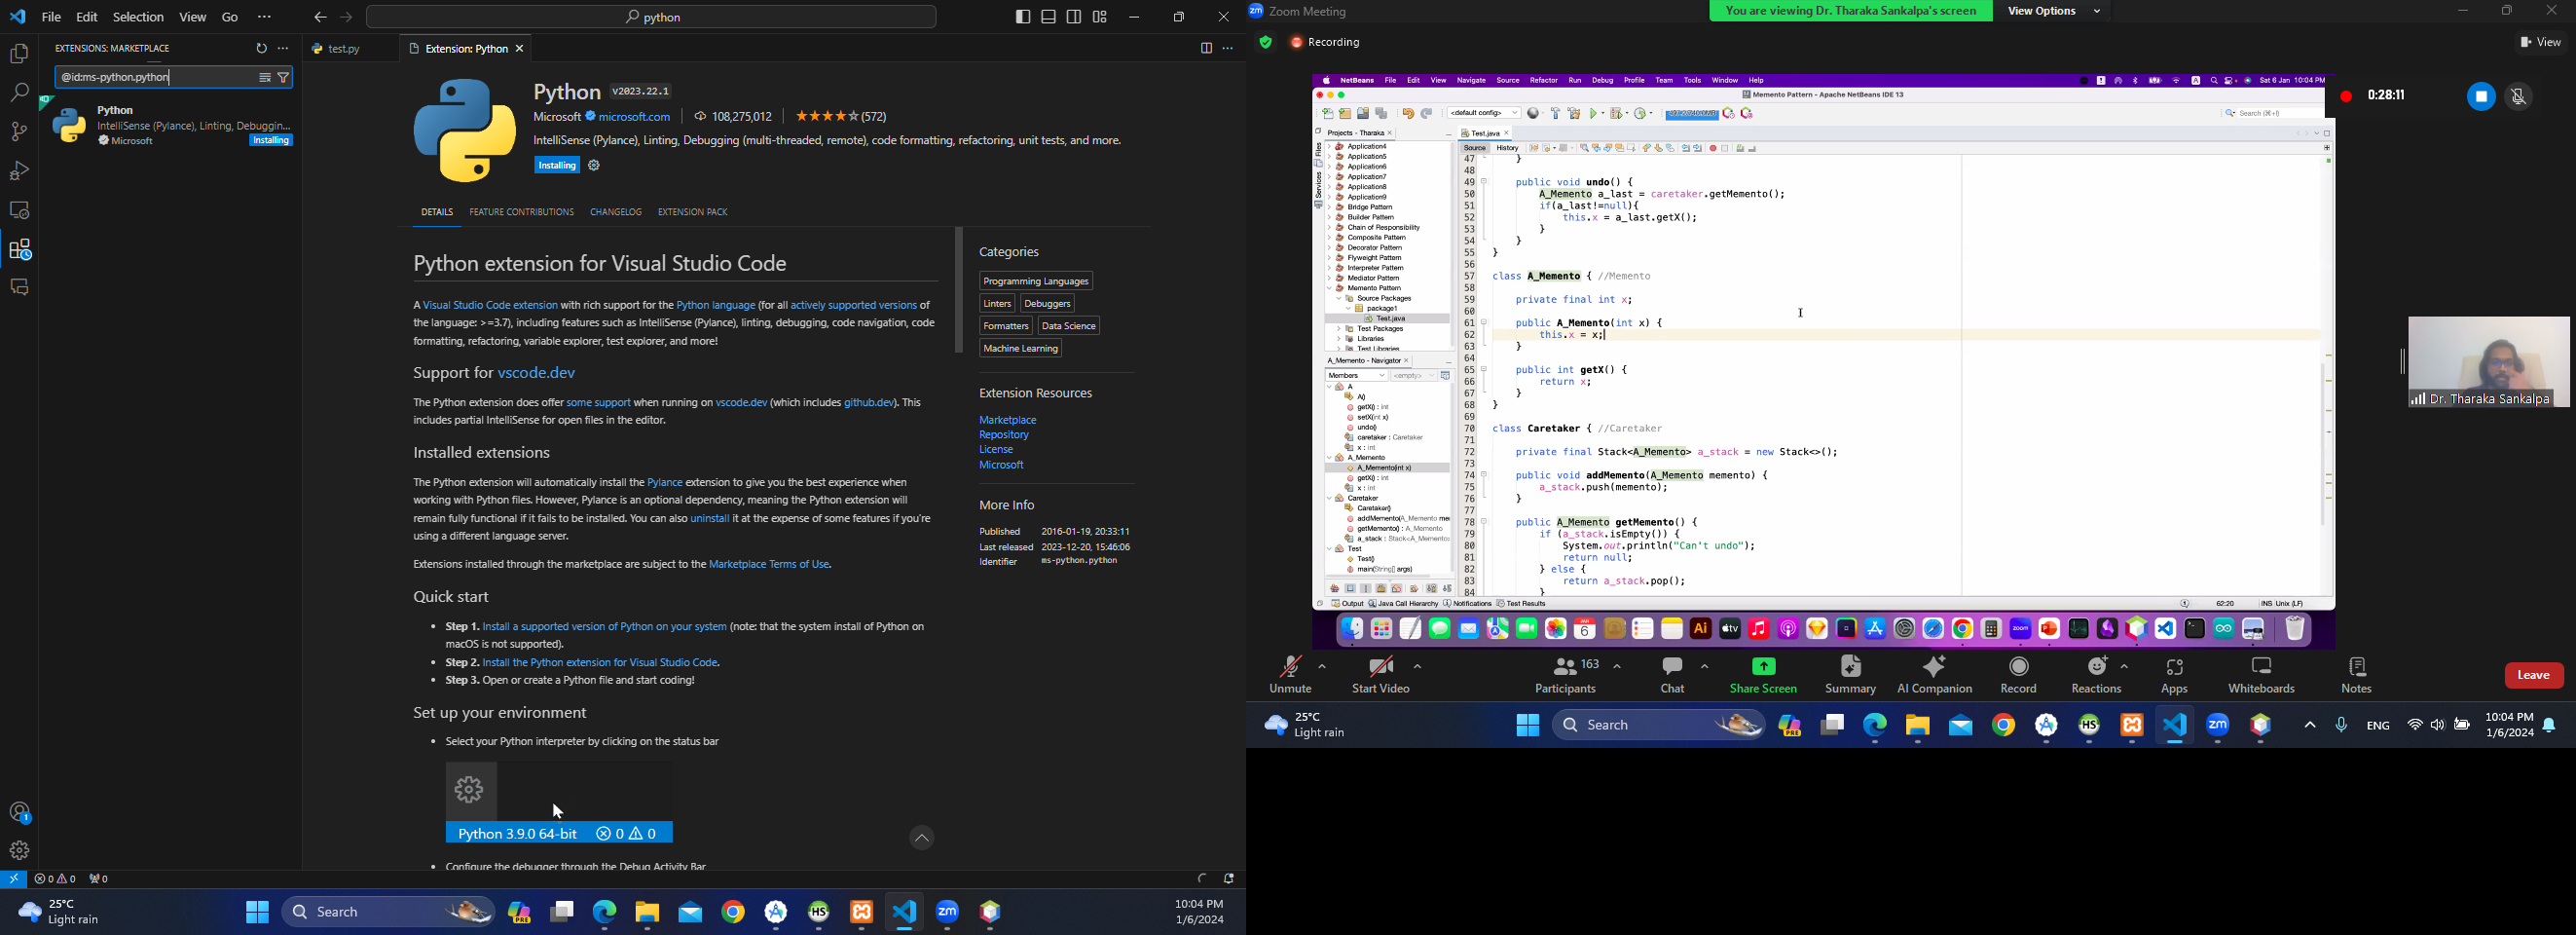 File Edit Selection View Go ···
python
EXTENSIONS: MARKETPLACE
@id:ms-python.python
Python
IntelliSense (Pylance), Linting, Debuggin...
Microsoft
Installing
test.py
Extension: Python
Python v2023.22.1
Microsoft microsoft.com 108,275,012 (572)
IntelliSense (Pylance), Linting, Debugging (multi-threaded, remote), code formatting, refactoring, unit tests, and more.
Installing
DETAILS FEATURE CONTRIBUTIONS CHANGELOG EXTENSION PACK
Python extension for Visual Studio Code
A Visual Studio Code extension with rich support for the Python language (for all actively supported versions of
the language: >=3.7), including features such as IntelliSense (Pylance), linting, debugging, code navigation, code
formatting, refactoring, variable explorer, test explorer, and more!
Support for vscode.dev
The Python extension does offer some support when running on vscode.dev (which includes github.dev). This
includes partial IntelliSense for open files in the editor.
Installed extensions
The Python extension will automatically install the Pylance extension to give you the best experience when
working with Python files. However, Pylance is an optional dependency, meaning the Python extension will
remain fully functional if it fails to be installed. You can also uninstall it at the expense of some features if you're
using a different language server.
Extensions installed through the marketplace are subject to the Marketplace Terms of Use.
Quick start
• Step 1. Install a supported version of Python on your system (note: that the system install of Python on
macOS is not supported).
• Step 2. Install the Python extension for Visual Studio Code.
• Step 3. Open or create a Python file and start coding!
Set up your environment
• Select your Python interpreter by clicking on the status bar
Python 3.9.0 64-bit 0 0
• Configure the debugger through the Debug Activity Bar
Categories
Programming Languages
Linters Debuggers
Formatters Data Science
Machine Learning
Extension Resources
Marketplace
Repository
License
Microsoft
More Info
Published 2016-01-19, 20:33:11
Last released 2023-12-20, 15:46:06
Identifier ms-python.python
1
0 0 0
25°C
Light rain
Search
PRE
HS
zm
10:04 PM
1/6/2024
zm Zoom Meeting
You are viewing Dr. Tharaka Sankalpa's screen
View Options
Recording
View
NetBeans File Edit View Navigate Source Refactor Run Debug Profile Team Tools Window Help
Sat 6 Jan 10:04 PM
Memento Pattern - Apache NetBeans IDE 13
<default config>
Search (⌘+I)
0:28:11
Projects - Tharaka
Files
Services
Application4
Application5
Application6
Application7
Application8
Application9
Bridge Pattern
Builder Pattern
Chain of Responsibility
Composite Pattern
Decorator Pattern
Flyweight Pattern
Interpreter Pattern
Mediator Pattern
Memento Pattern
Source Packages
package1
Test.java
Test Packages
Libraries
Test Libraries
A_Memento - Navigator
Members <empty>
A
A()
getX() : int
setX(int x)
undo()
caretaker : Caretaker
x : int
A_Memento
A_Memento(int x)
getX() : int
x : int
Caretaker
Caretaker()
addMemento(A_Memento me
getMemento() : A_Memento
a_stack : Stack<A_Memento>
Test
Test()
main(String[] args)
Test.java
Source History
47 }
48
49 public void undo() {
50 A_Memento a_last = caretaker.getMemento();
51 if(a_last!=null){
52 this.x = a_last.getX();
53 }
54 }
55 }
56
57 class A_Memento { //Memento
58
59 private final int x;
60
61 public A_Memento(int x) {
62 this.x = x;
63 }
64
65 public int getX() {
66 return x;
67 }
68 }
69
70 class Caretaker { //Caretaker
71
72 private final Stack<A_Memento> a_stack = new Stack<>();
73
74 public void addMemento(A_Memento memento) {
75 a_stack.push(memento);
76 }
77
78 public A_Memento getMemento() {
79 if (a_stack.isEmpty()) {
80 System.out.println("Can't undo");
81 return null;
82 } else {
83 return a_stack.pop();
84 }
Output Java Call Hierarchy Notifications Test Results
62:20 INS Unix (LF)
JAN
6
Ai
tv
zoom
Dr. Tharaka Sankalpa
Unmute
Start Video
163
Participants
Chat
Share Screen
Summary
AI Companion
Record
Reactions
Apps
Whiteboards
Notes
Leave
25°C
Light rain
Search
PRE
HS
zm
ENG
10:04 PM
1/6/2024